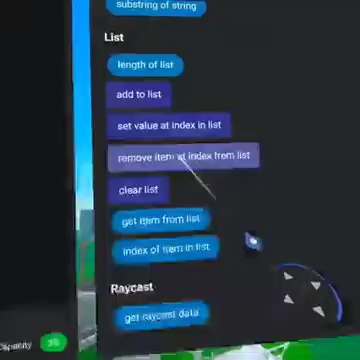 substring of string
List
length of list
add to list
set value at index in list
remove item at index from list
clear list
get item from list
index of item in list
Raycast
get raycast data
Capacity